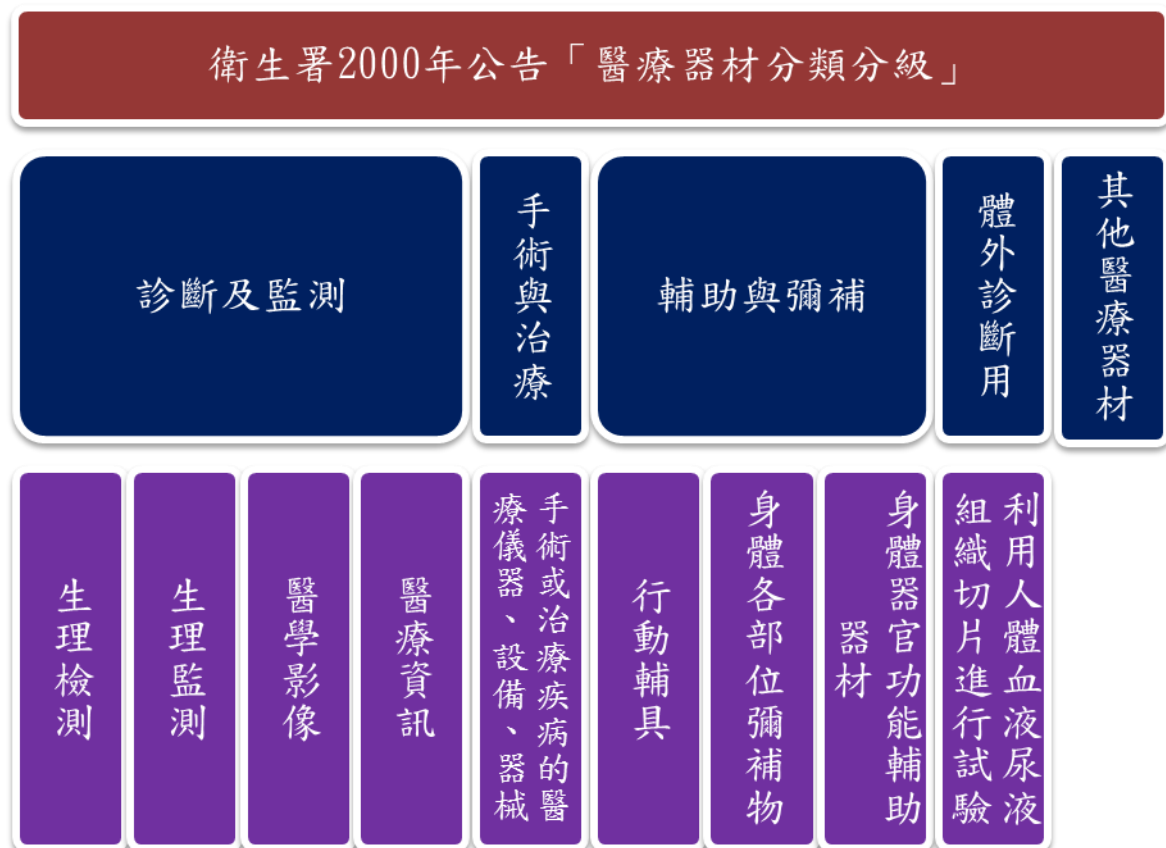 衛生署2000年公告「醫療器材分類分級」
診斷及監測
手術與治療
輔助與彌補
體外診斷用
其他醫療器材
生理檢測
生理監測
醫學影像
醫療資訊
手術或治療疾病的醫
療儀器、設備、器械
行動輔具
身體各部位彌補物
身體器官功能輔助
器材
利用人體血液尿液
組織切片進行試驗